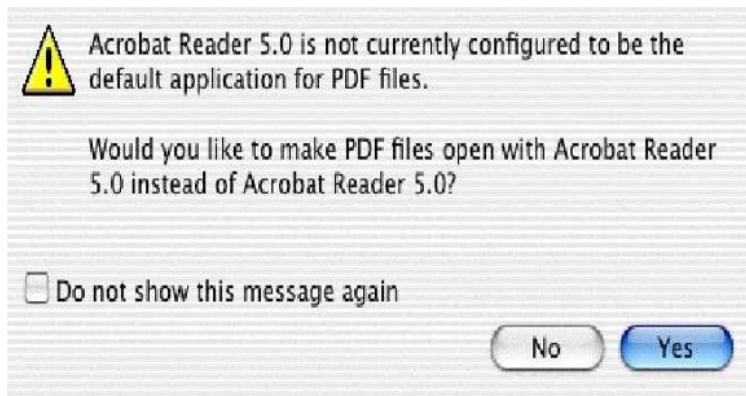 Acrobat Reader 5.0 is not currently configured to be the
default application for PDF files.
Would you like to make PDF files open with Acrobat Reader
5.0 instead of Acrobat Reader 5.0?
Do not show this message again
No Yes